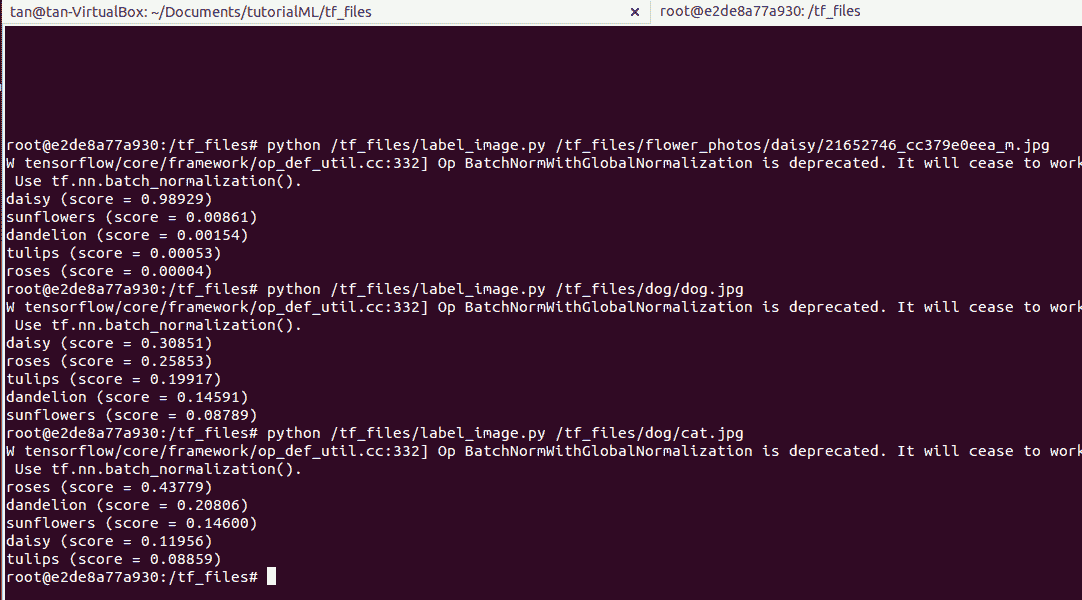 tan@tan-VirtualBox: ~/Documents/tutorialML/tf_files × root@e2de8a77a930: /tf_files
root@e2de8a77a930:/tf_files# python /tf_files/label_image.py /tf_files/flower_photos/daisy/21652746_cc379e0eea_m.jpg
W tensorflow/core/framework/op_def_util.cc:332] Op BatchNormWithGlobalNormalization is deprecated. It will cease to work
 Use tf.nn.batch_normalization().
daisy (score = 0.98929)
sunflowers (score = 0.00861)
dandelion (score = 0.00154)
tulips (score = 0.00053)
roses (score = 0.00004)
root@e2de8a77a930:/tf_files# python /tf_files/label_image.py /tf_files/dog/dog.jpg
W tensorflow/core/framework/op_def_util.cc:332] Op BatchNormWithGlobalNormalization is deprecated. It will cease to work
 Use tf.nn.batch_normalization().
daisy (score = 0.30851)
roses (score = 0.25853)
tulips (score = 0.19917)
dandelion (score = 0.14591)
sunflowers (score = 0.08789)
root@e2de8a77a930:/tf_files# python /tf_files/label_image.py /tf_files/dog/cat.jpg
W tensorflow/core/framework/op_def_util.cc:332] Op BatchNormWithGlobalNormalization is deprecated. It will cease to work
 Use tf.nn.batch_normalization().
roses (score = 0.43779)
dandelion (score = 0.20806)
sunflowers (score = 0.14600)
daisy (score = 0.11956)
tulips (score = 0.08859)
root@e2de8a77a930:/tf_files#